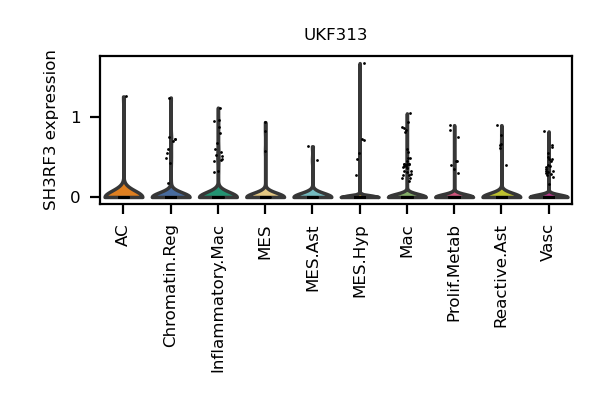 UKF313
SH3RF3 expression
1
0
AC
Chromatin.Reg
Inflammatory.Mac
MES
MES.Ast
MES.Hyp
Mac
Prolif.Metab
Reactive.Ast
Vasc